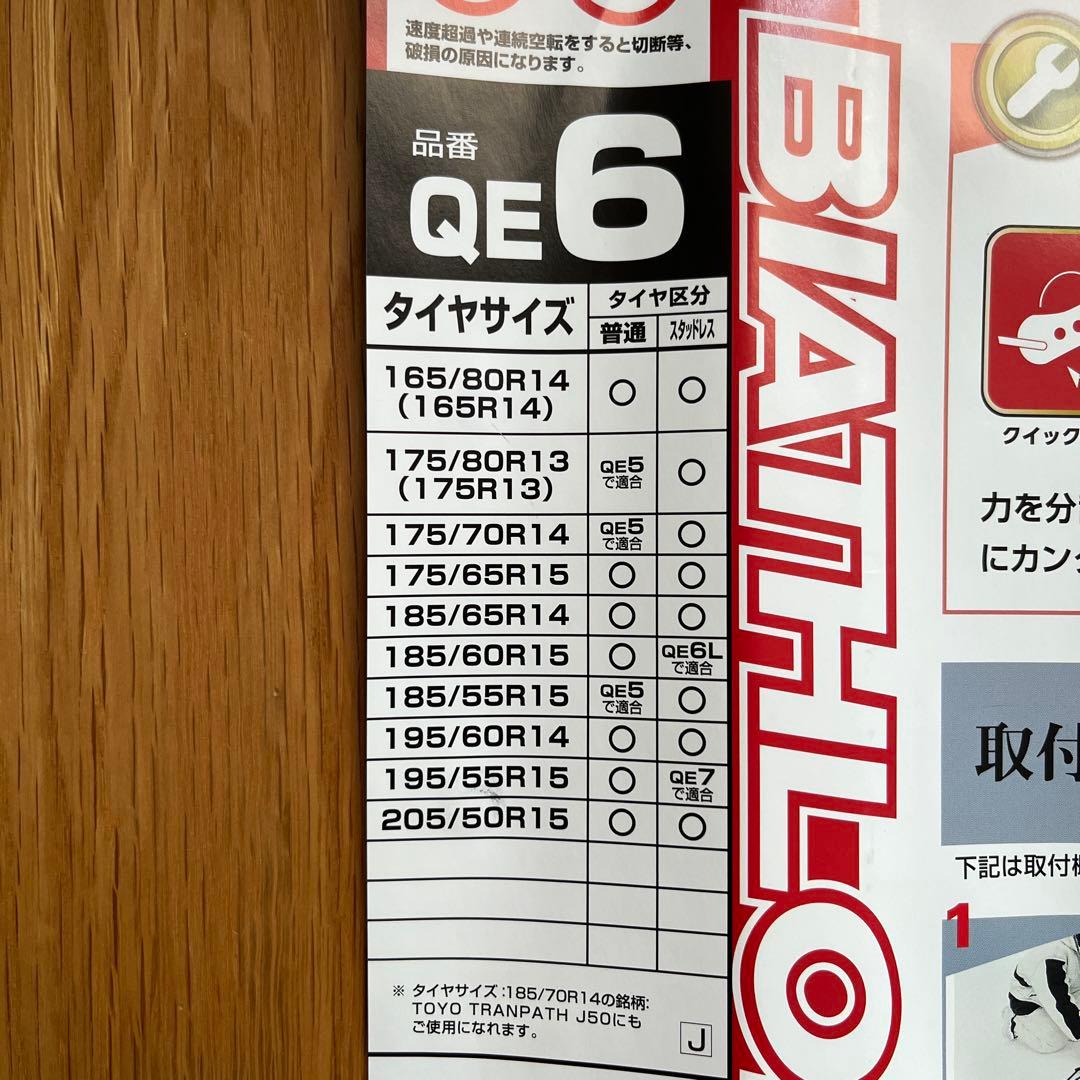 速度超過や連続空転をすると切断等、
破損の原因になります。
品番
QE6
タイヤサイズ
タイヤ区分
普通 スタッドレス
165/80R14
(165R14)
○ ○
175/80R13
(175R13)
QE5
で適合
○
175/70R14
QE5
で適合
○
175/65R15 ○ ○
185/65R14 ○ ○
185/60R15 ○
QE6L
で適合
185/55R15
QE5
で適合
○
195/60R14 ○ ○
195/55R15 ○
QE7
で適合
205/50R15 ○ ○
※ タイヤサイズ:185/70R14の銘柄:
TOYO TRANPATH J50にも
ご使用になれます。
J
BIATHLO
クイック
力を分
にカン
取付
下記は取付
1